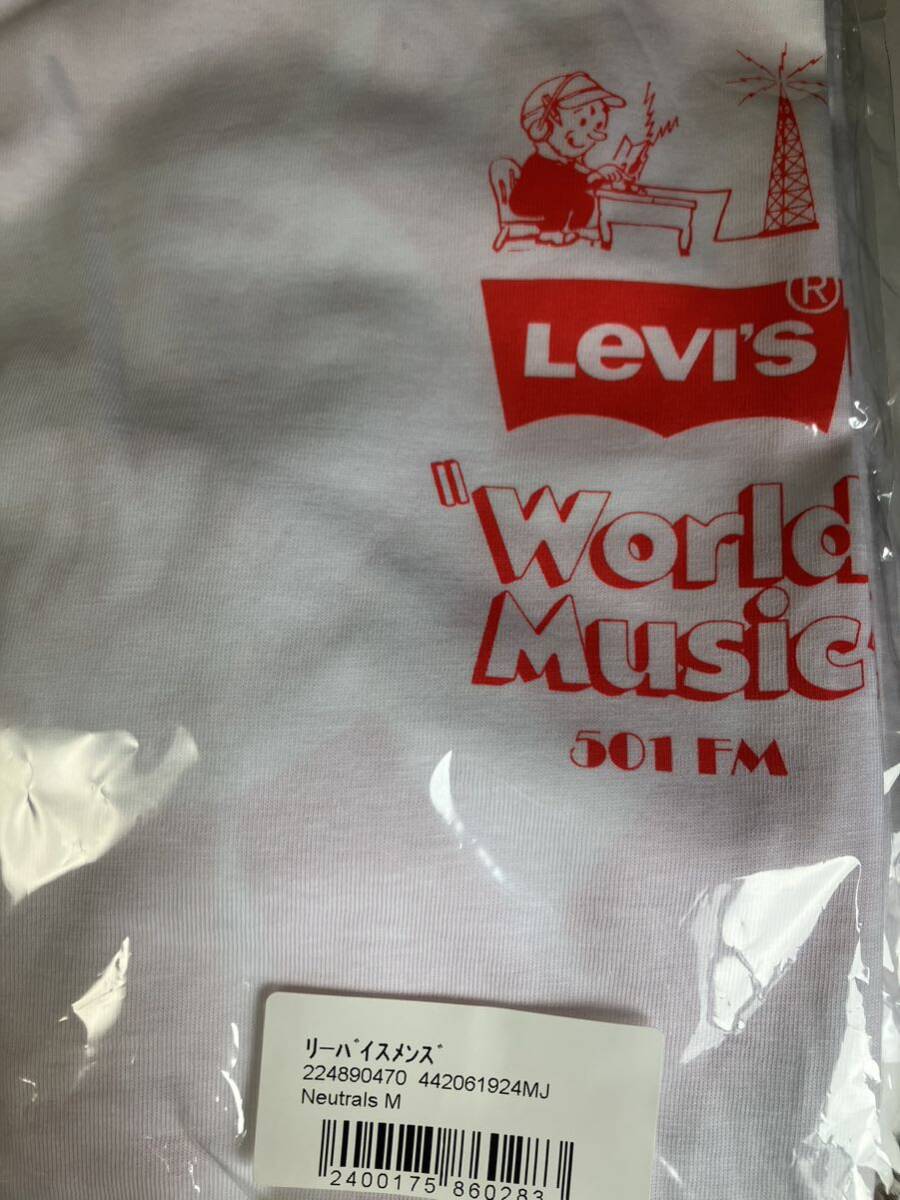 LEVI'S®
"World
Music"
501 FM
ﾘｰﾊﾞｲｽﾒﾝｽﾞ
224890470 442061924MJ
Neutrals M
2400175 860283